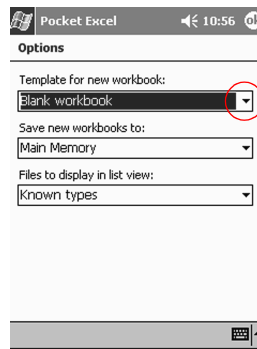 Pocket Excel 10:56 ok
Options
Template for new workbook:
Blank workbook
Save new workbooks to:
Main Memory
Files to display in list view:
Known types